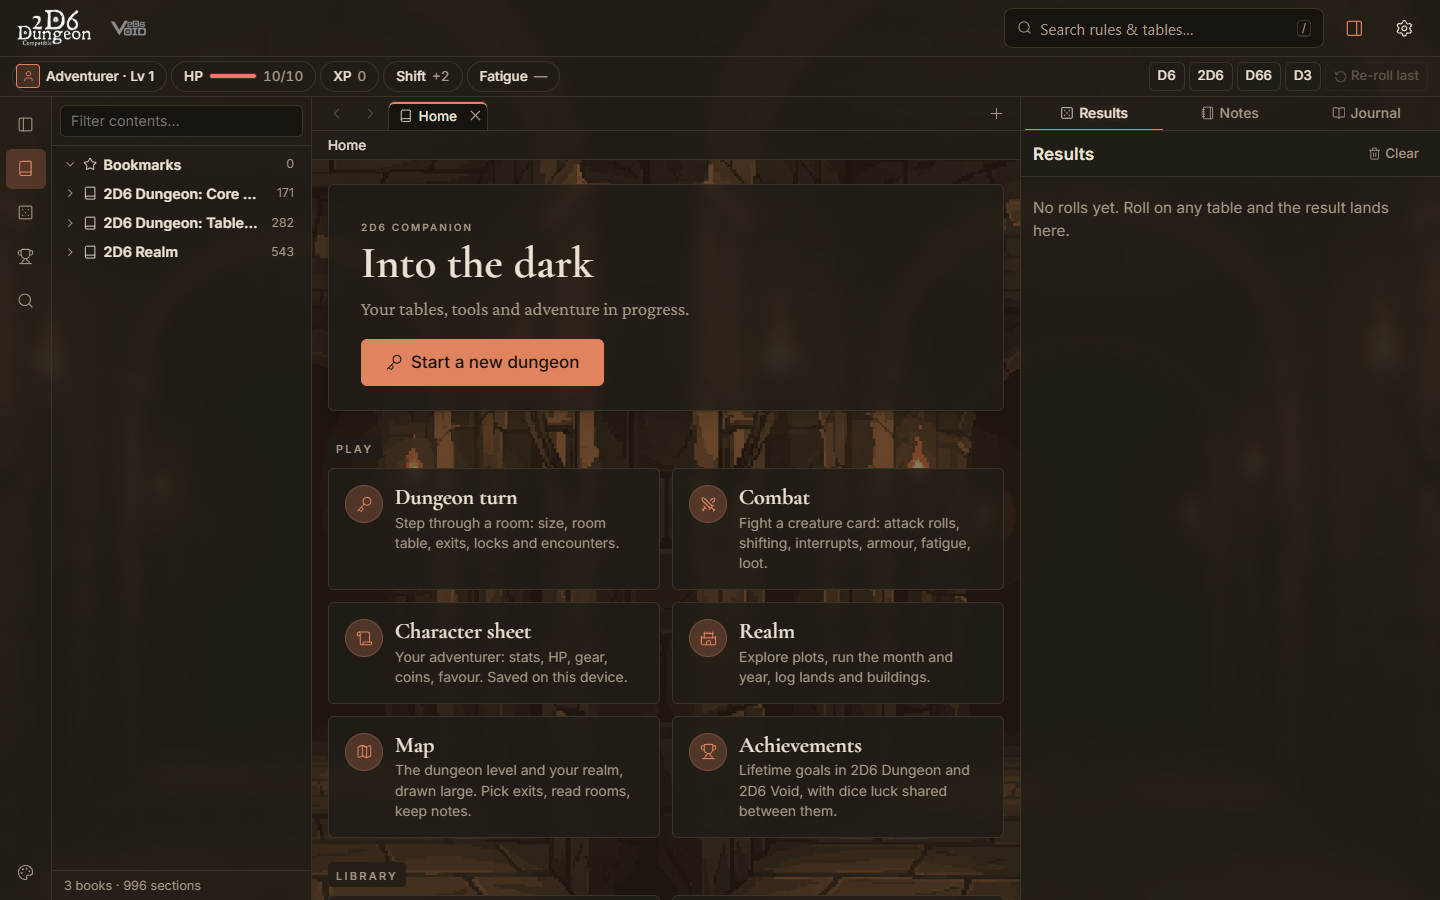 2D6
Dungeon
Compatible
2D6
VOID
Search rules & tables...
/
Adventurer · Lv 1
HP
10/10
XP 0
Shift +2
Fatigue —
D6
2D6
D66
D3
Re-roll last
Filter contents...
Bookmarks
0
2D6 Dungeon: Core ...
171
2D6 Dungeon: Table...
282
2D6 Realm
543
3 books · 996 sections
Home
Home
2D6 COMPANION
Into the dark
Your tables, tools and adventure in progress.
Start a new dungeon
PLAY
Dungeon turn
Step through a room: size, room
table, exits, locks and encounters.
Combat
Fight a creature card: attack rolls,
shifting, interrupts, armour, fatigue,
loot.
Character sheet
Your adventurer: stats, HP, gear,
coins, favour. Saved on this device.
Realm
Explore plots, run the month and
year, log lands and buildings.
Map
The dungeon level and your realm,
drawn large. Pick exits, read rooms,
keep notes.
Achievements
Lifetime goals in 2D6 Dungeon and
2D6 Void, with dice luck shared
between them.
LIBRARY
Results
Notes
Journal
Results
Clear
No rolls yet. Roll on any table and the result lands
here.